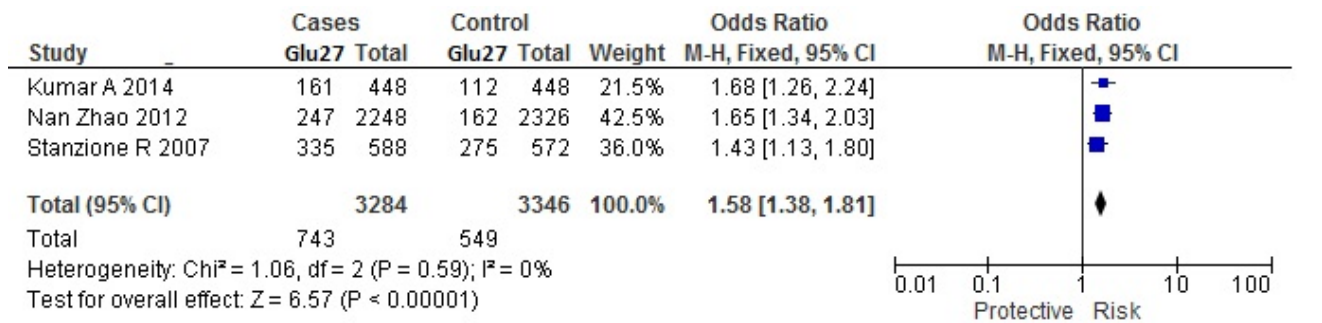 Cases Control Odds Ratio Odds Ratio
Study _ Glu27 Total Glu27 Total Weight M-H, Fixed, 95% CI M-H, Fixed, 95% CI
Kumar A 2014 161 448 112 448 21.5% 1.68 [1.26, 2.24]
Nan Zhao 2012 247 2248 162 2326 42.5% 1.65 [1.34, 2.03]
Stanzione R 2007 335 588 275 572 36.0% 1.43 [1.13, 1.80]
Total (95% CI) 3284 3346 100.0% 1.58 [1.38, 1.81]
Total 743 549
Heterogeneity: Chi² = 1.06, df = 2 (P = 0.59); I² = 0%
Test for overall effect: Z = 6.57 (P < 0.00001)
0.01 0.1 1 10 100
Protective Risk